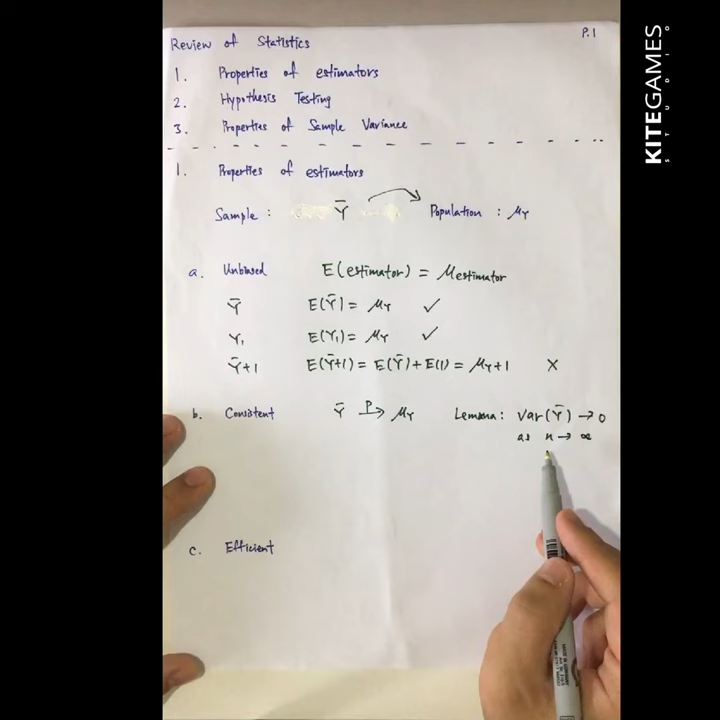 P.1
Review of Statistics
1. Properties of estimators
2. Hypothesis Testing
3. Properties of Sample Variance
1. Properties of estimators
Sample : Ȳ Population : μY
a. Unbiased E(estimator) = μestimator
Ȳ E(Ȳ) = μY ✓
Y₁ E(Y₁) = μY ✓
Ȳ+1 E(Ȳ+1) = E(Ȳ) + E(1) = μY+1 X
b. Consistent Ȳ →ᴾ μY Lemma: Var(Ȳ) → 0
as n → ∞
c. Efficient
KITEGAMES
STUDIO